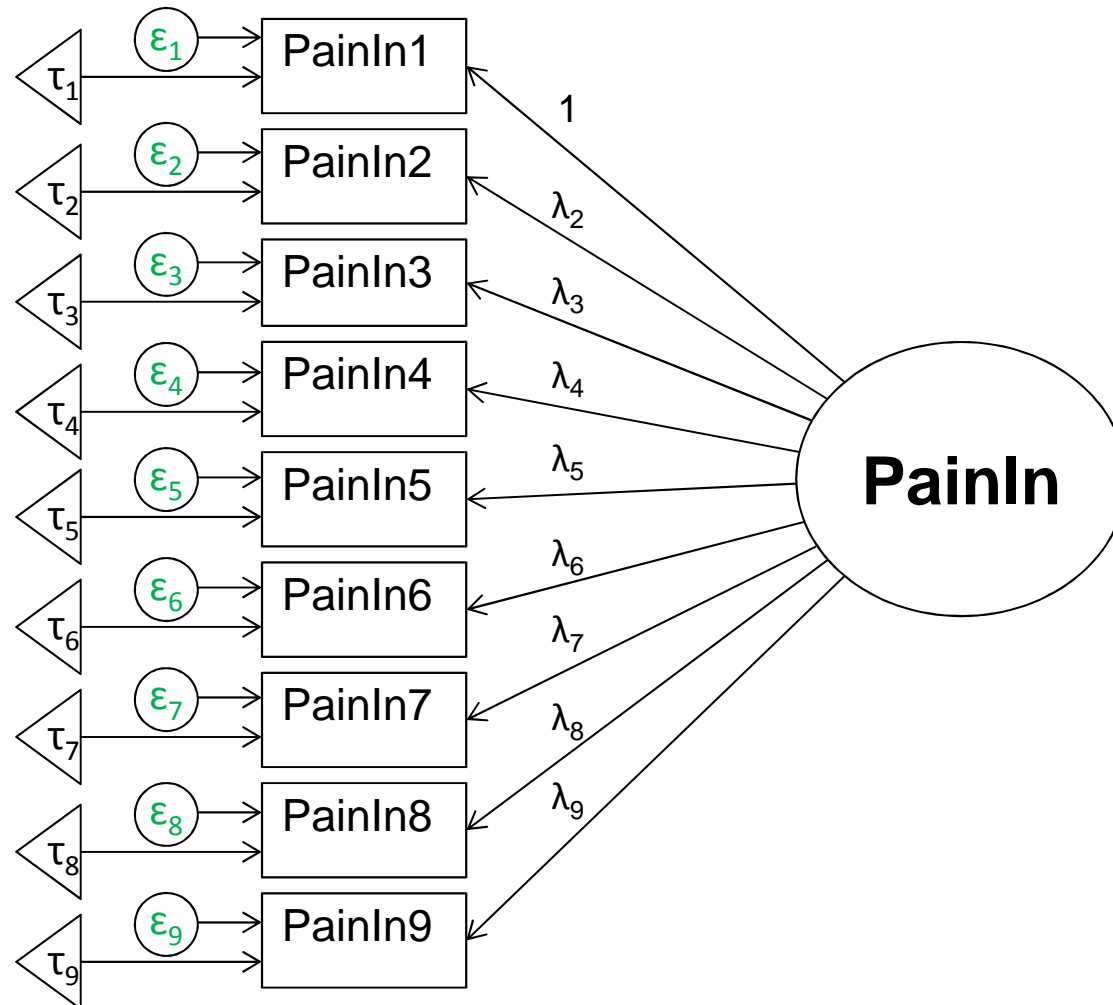 ε₁ PainIn1
τ₁
1
ε₂ PainIn2
τ₂
λ₂
ε₃ PainIn3
τ₃
λ₃
ε₄ PainIn4
τ₄
λ₄
ε₅ PainIn5
τ₅
λ₅
PainIn
ε₆ PainIn6
τ₆
λ₆
ε₇ PainIn7
τ₇
λ₇
ε₈ PainIn8
τ₈
λ₈
ε₉ PainIn9
τ₉
λ₉